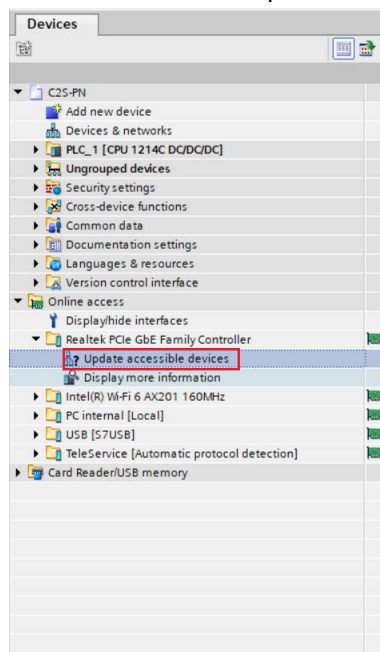 Devices
C2S-PN
Add new device
Devices & networks
PLC_1 [CPU 1214C DC/DC/DC]
Ungrouped devices
Security settings
Cross-device functions
Common data
Documentation settings
Languages & resources
Version control interface
Online access
Display/hide interfaces
Realtek PCIe GbE Family Controller
Update accessible devices
Display more information
Intel(R) Wi-Fi 6 AX201 160MHz
PC internal [Local]
USB [S7USB]
TeleService [Automatic protocol detection]
Card Reader/USB memory